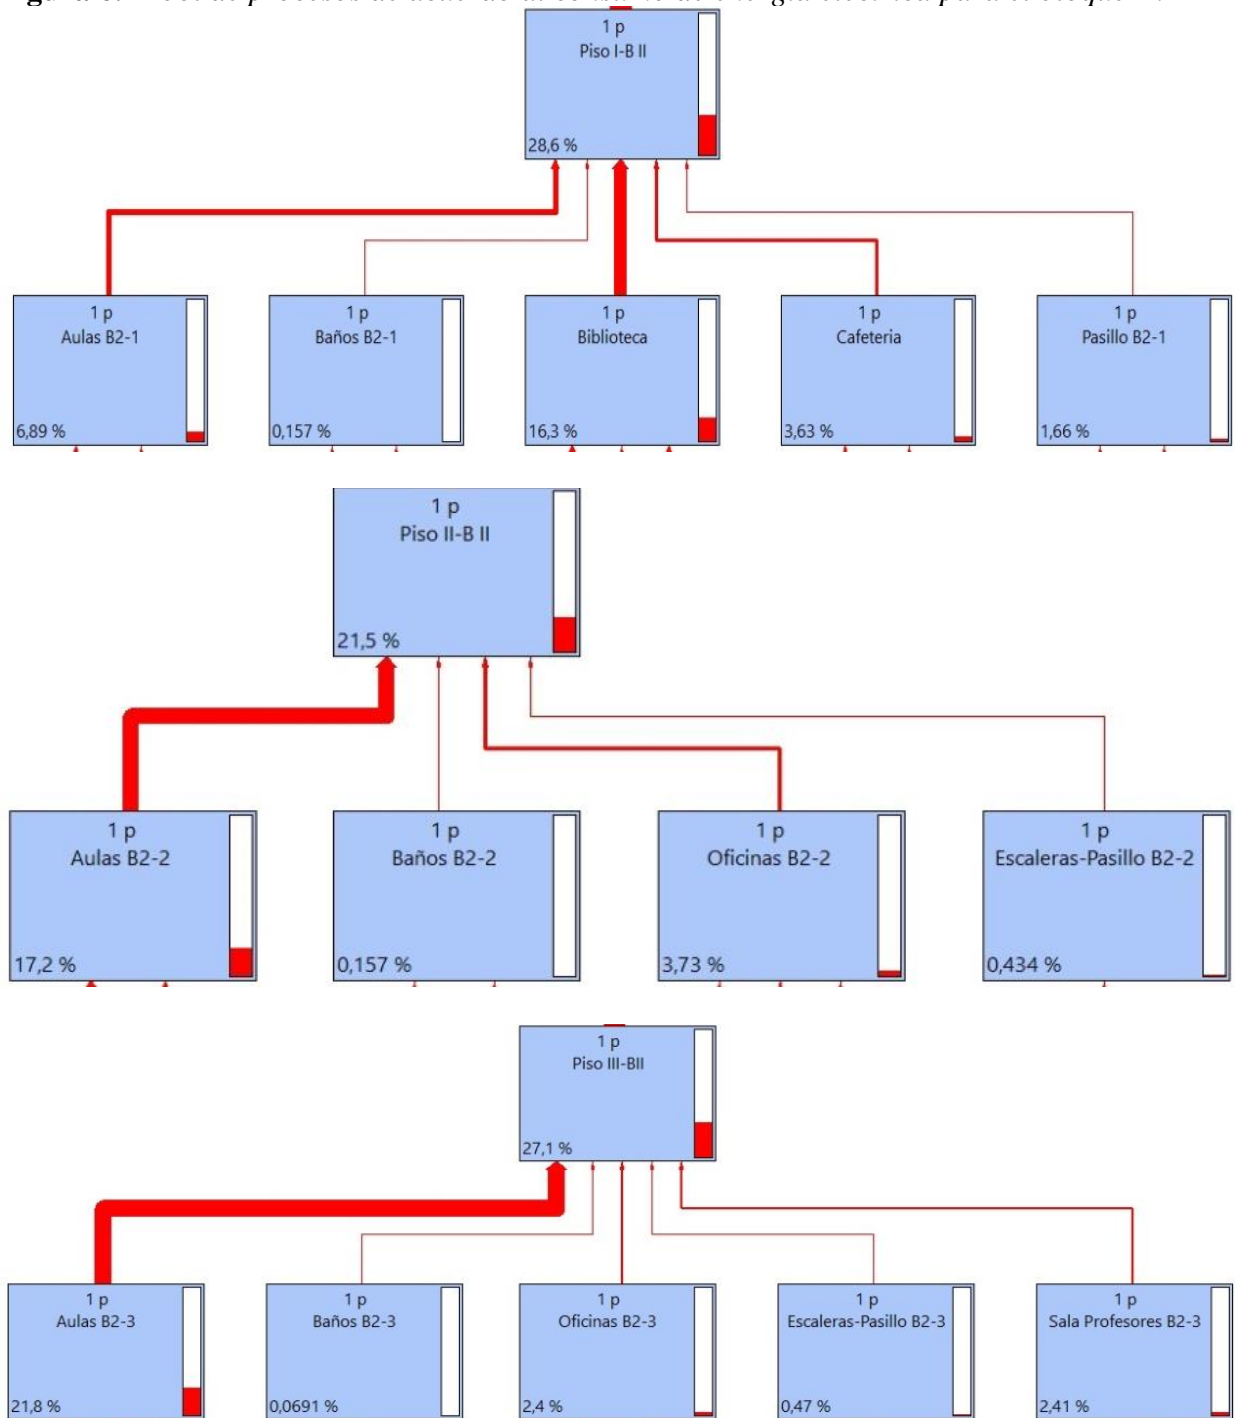 1 p
Piso I-B II
28,6 %
1 p
Aulas B2-1
6,89 %
1 p
Baños B2-1
0,157 %
1 p
Biblioteca
16,3 %
1 p
Cafeteria
3,63 %
1 p
Pasillo B2-1
1,66 %
1 p
Piso II-B II
21,5 %
1 p
Aulas B2-2
17,2 %
1 p
Baños B2-2
0,157 %
1 p
Oficinas B2-2
3,73 %
1 p
Escaleras-Pasillo B2-2
0,434 %
1 p
Piso III-BII
27,1 %
1 p
Aulas B2-3
21,8 %
1 p
Baños B2-3
0,0691 %
1 p
Oficinas B2-3
2,4 %
1 p
Escaleras-Pasillo B2-3
0,47 %
1 p
Sala Profesores B2-3
2,41 %